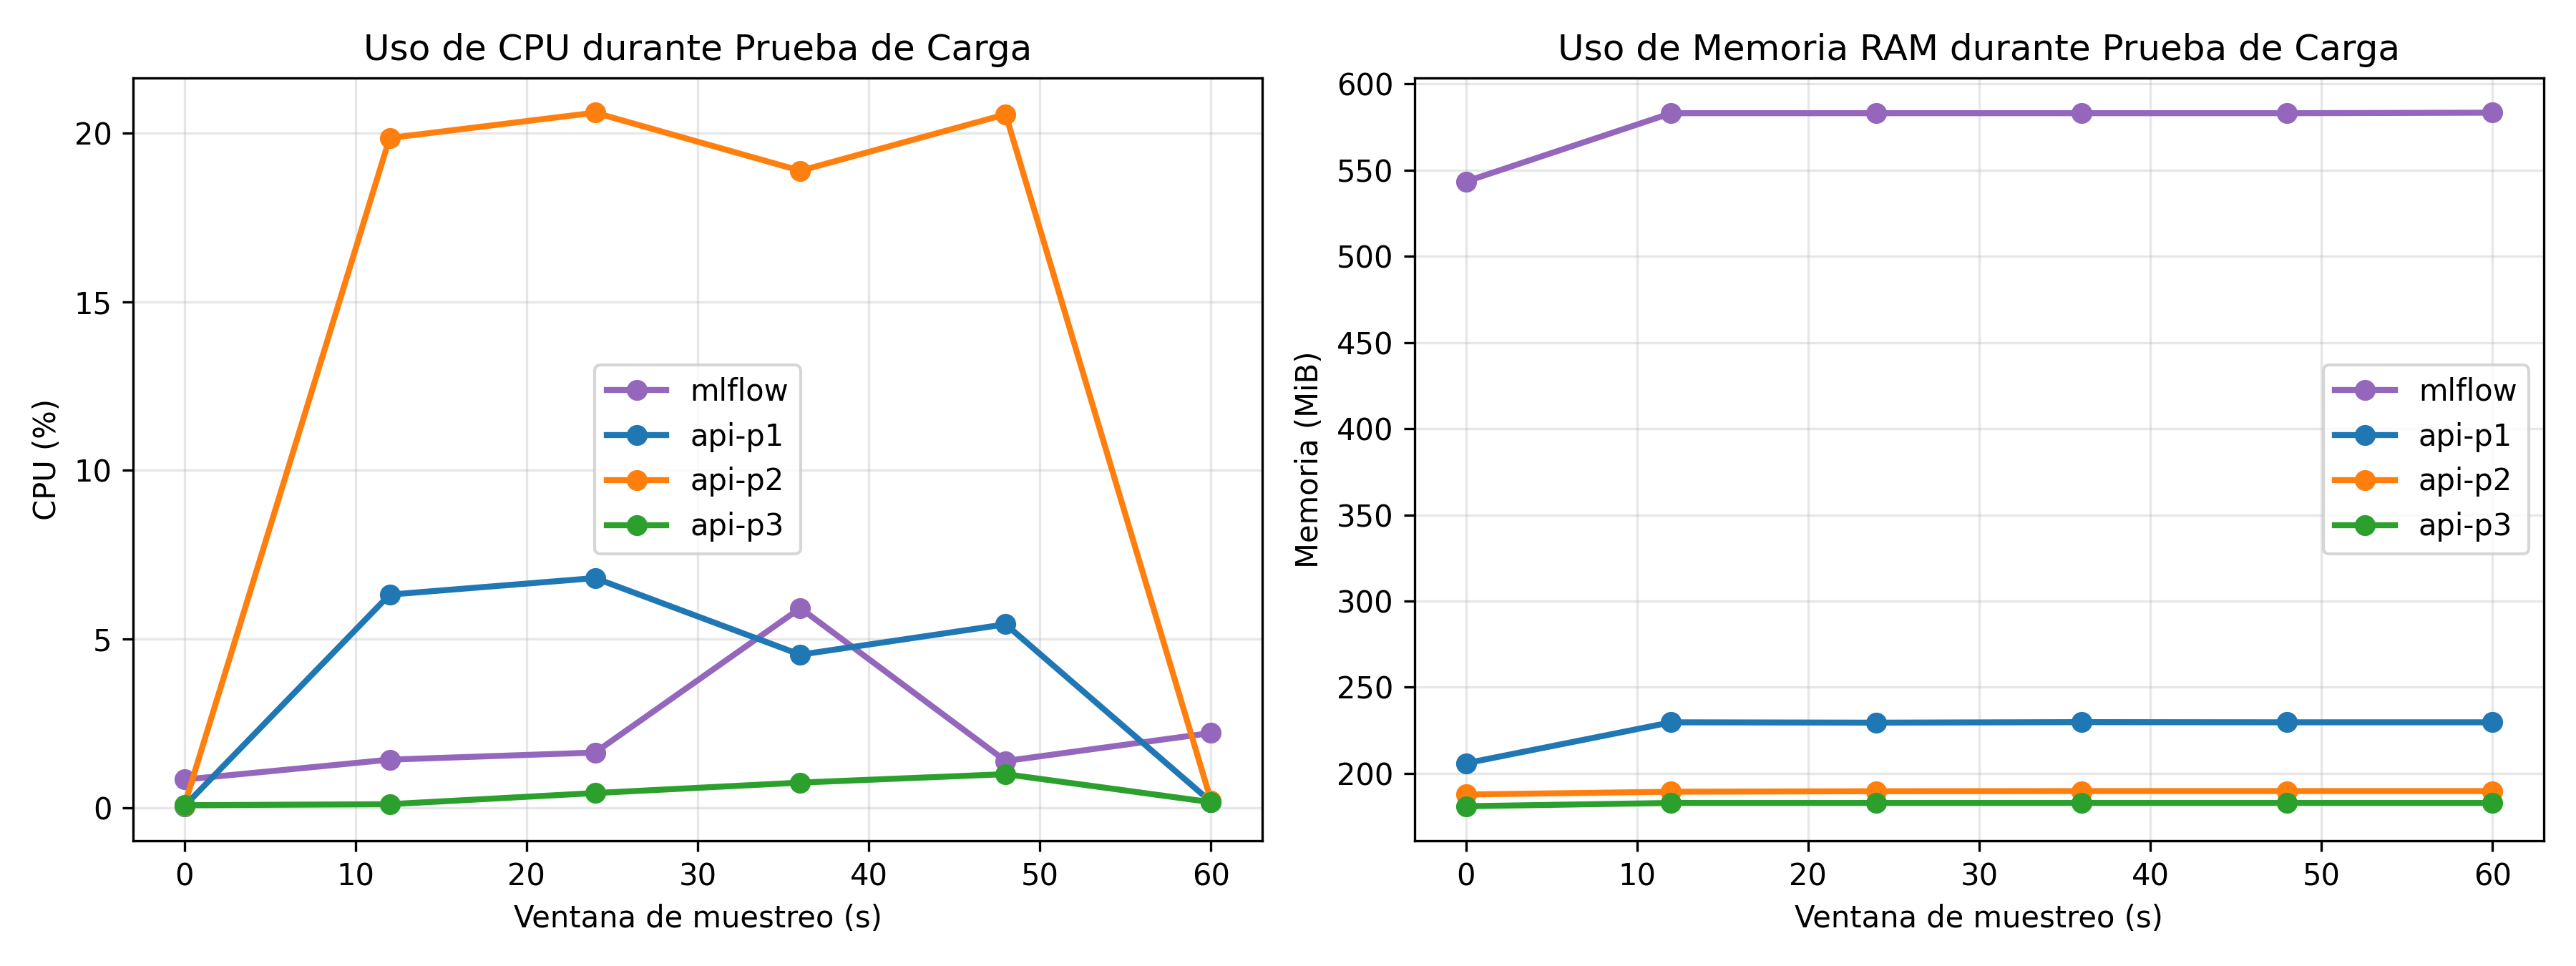 Uso de CPU durante Prueba de Carga
CPU (%)
20
15
10
5
0
mlflow
api-p1
api-p2
api-p3
0 10 20 30 40 50 60
Ventana de muestreo (s)
Uso de Memoria RAM durante Prueba de Carga
Memoria (MiB)
600
550
500
450
400
350
300
250
200
mlflow
api-p1
api-p2
api-p3
0 10 20 30 40 50 60
Ventana de muestreo (s)